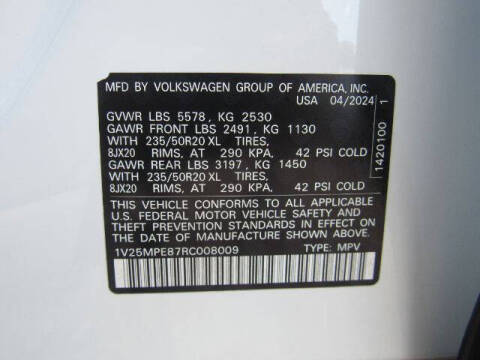 MFD BY VOLKSWAGEN GROUP OF AMERICA, INC.
USA 04/2024
GVWR LBS 5578, KG 2530
GAWR FRONT LBS 2491, KG 1130
WITH 235/50R20 XL TIRES,
8JX20 RIMS, AT 290 KPA, 42 PSI COLD
GAWR REAR LBS 3197, KG 1450
WITH 235/50R20 XL TIRES,
8JX20 RIMS, AT 290 KPA, 42 PSI COLD
THIS VEHICLE CONFORMS TO ALL APPLICABLE
U.S. FEDERAL MOTOR VEHICLE SAFETY AND
THEFT PREVENTION STANDARDS IN EFFECT ON
THE DATE OF MANUFACTURE SHOWN ABOVE.
1V25MPE87RC008009 TYPE: MPV
1420100 1